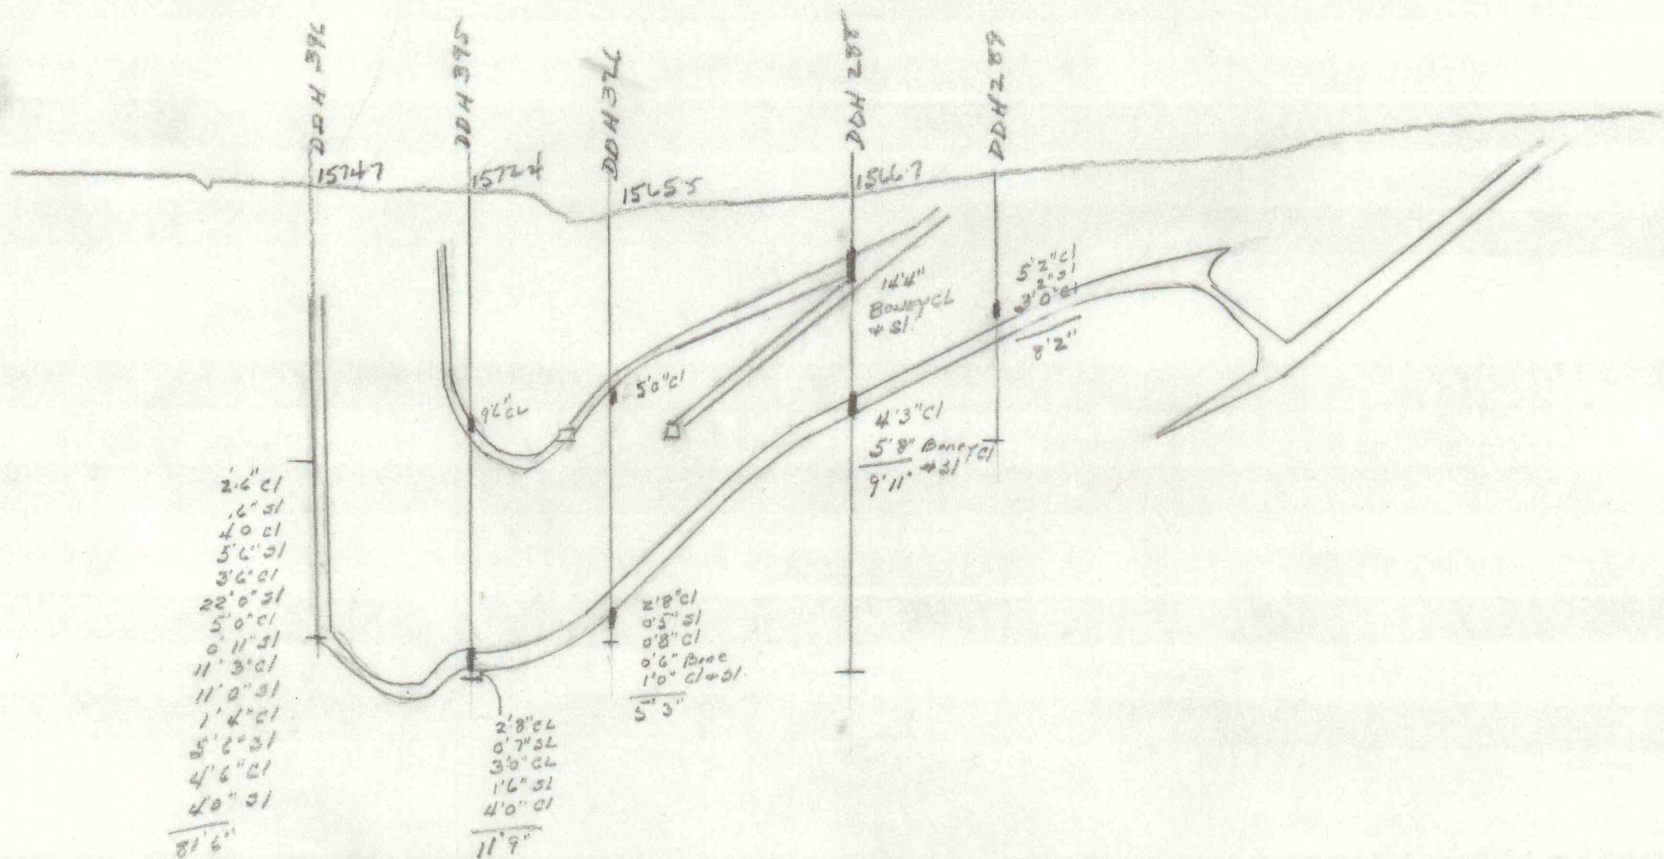 DDH 396
DDH 395
DDH 326
DDH 288
DDH 289
15747
15724
15655
15667
9'6" CL
5'0" Cl
14'4"
Boney CL
+ Sl.
5'2" Cl
2" Sl
3'0" Cl
8'2"
4'3" Cl
5'8" Boney Cl
+ Sl
9'11"
2'6" Cl
.6" Sl
4'0 Cl
5'6" Sl
3'6" Cl
22'0" Sl
5'0" Cl
0'11" Sl
11'3" Cl
11'0" Sl
1'4" Cl
5'6" Sl
4'6" Cl
4'0" Sl
81'6"
2'8" CL
0'7" SL
3'0" CL
1'6" Sl
4'0" Cl
11'9"
2'8" Cl
0'5" Sl
0'8" Cl
0'6" Bone
1'0" Cl + Sl.
5'3"